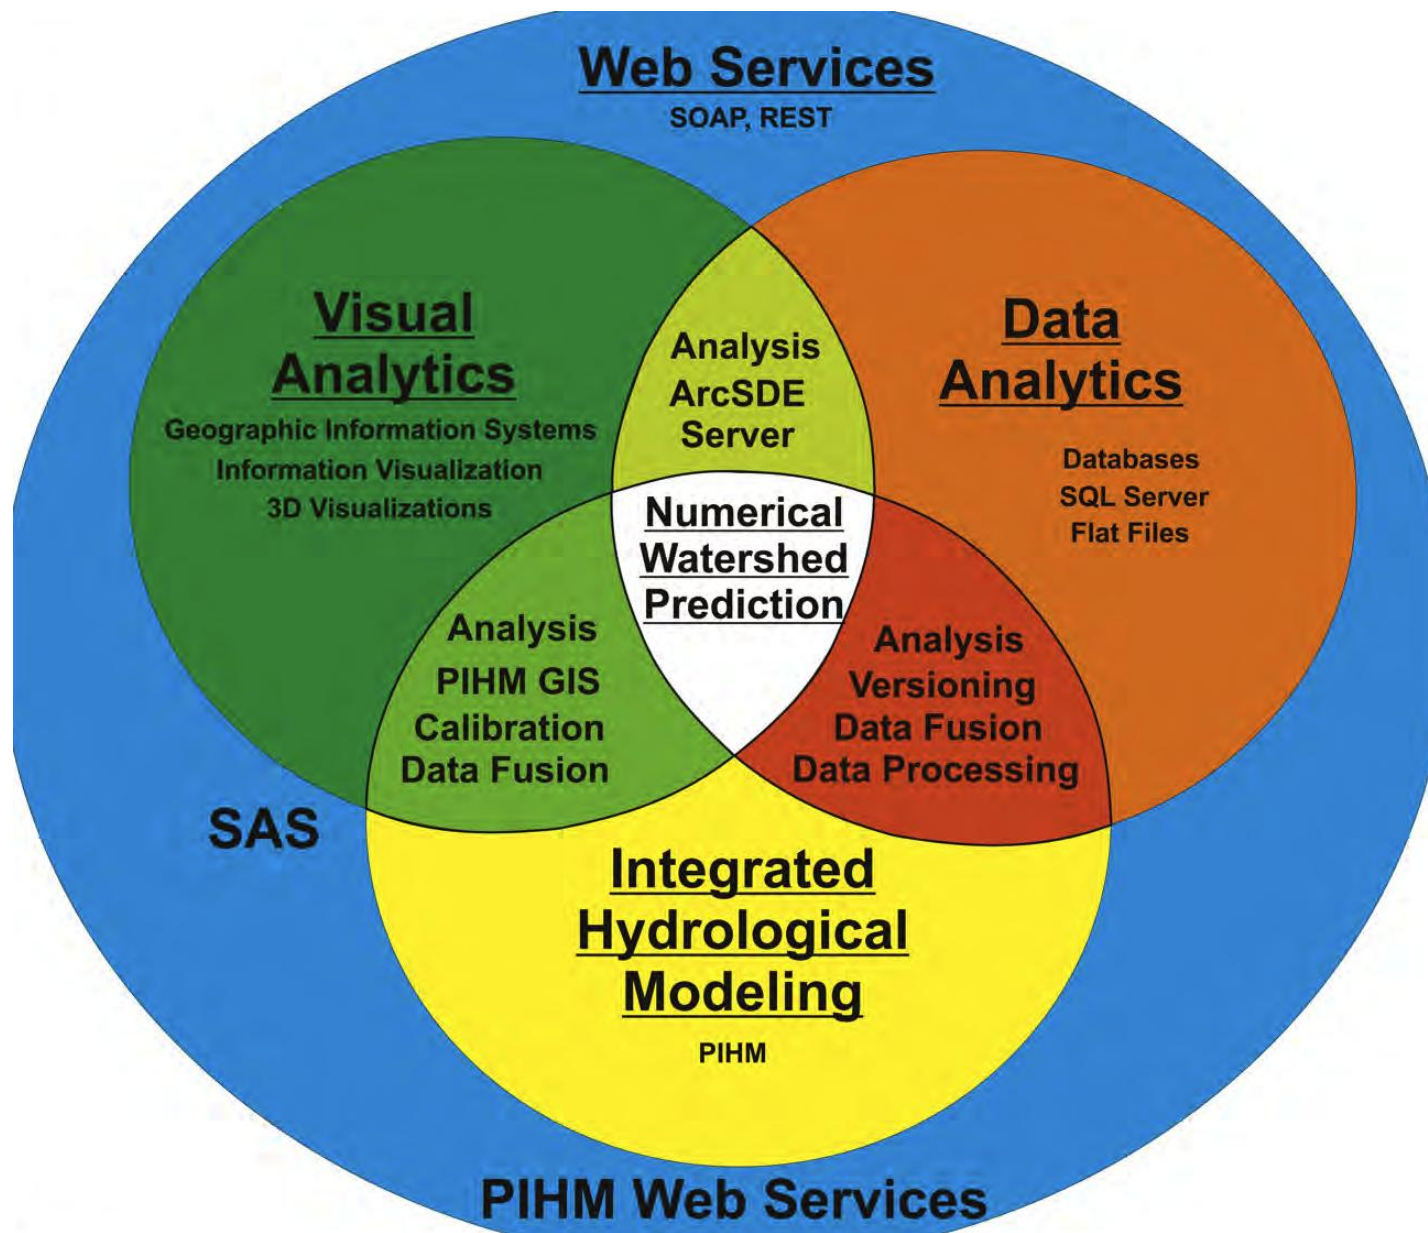 Web Services
SOAP, REST
Visual
Analytics
Geographic Information Systems
Information Visualization
3D Visualizations
Analysis
ArcSDE
Server
Data
Analytics
Databases
SQL Server
Flat Files
Numerical
Watershed
Prediction
Analysis
PIHM GIS
Calibration
Data Fusion
Analysis
Versioning
Data Fusion
Data Processing
SAS
Integrated
Hydrological
Modeling
PIHM
PIHM Web Services